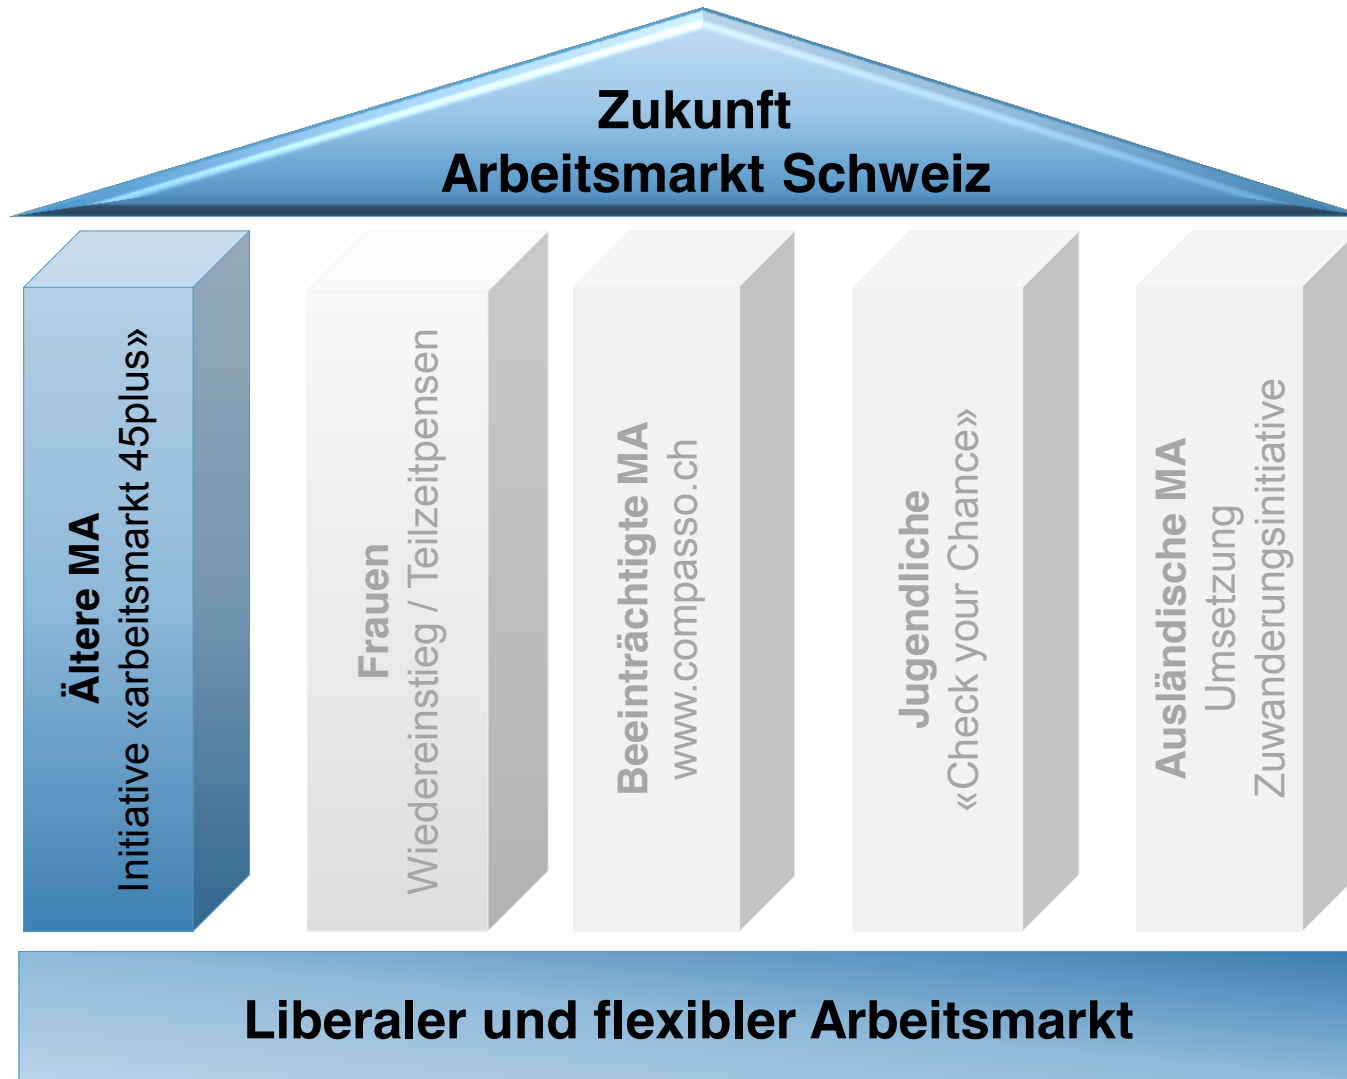 Zukunft
Arbeitsmarkt Schweiz
Ältere MA
Initiative «arbeitsmarkt 45plus»
Frauen
Wiedereinstieg / Teilzeitpensen
Beeinträchtigte MA
www.compasso.ch
Jugendliche
«Check your Chance»
Ausländische MA
Umsetzung
Zuwanderungsinitiative
Liberaler und flexibler Arbeitsmarkt